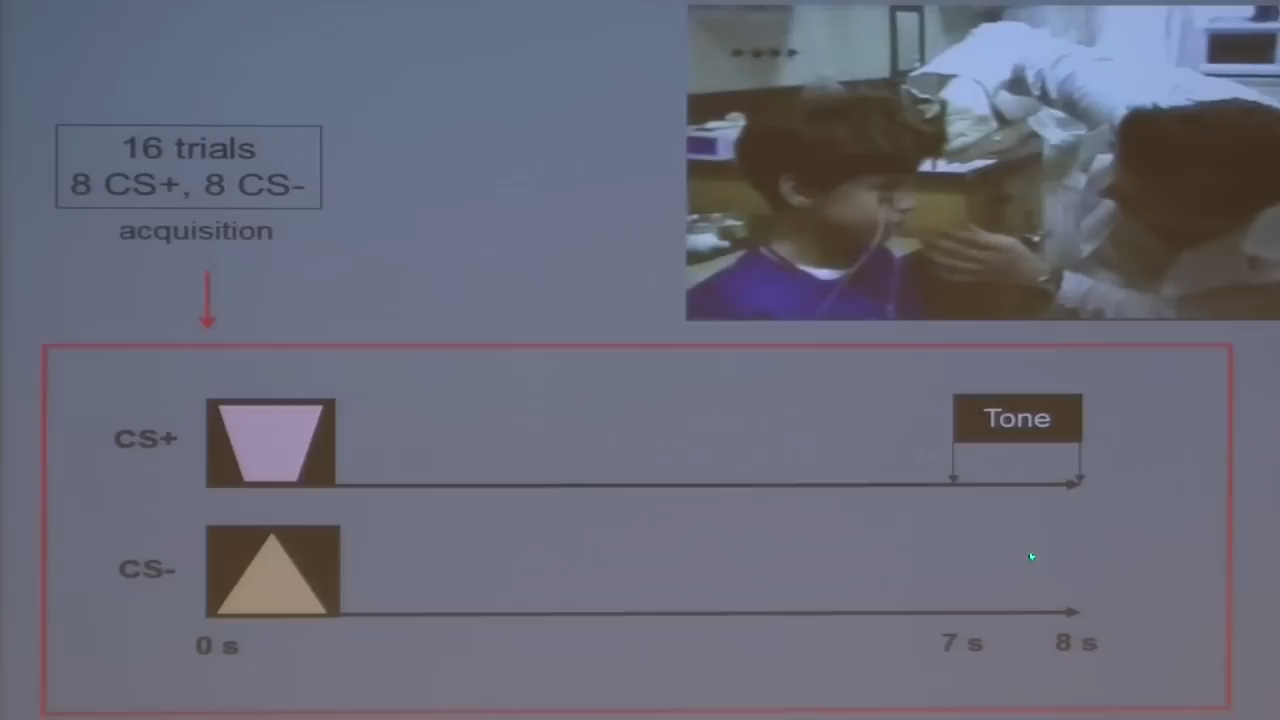 16 trials
8 CS+, 8 CS-
acquisition
CS+
Tone
CS-
0 s
7 s
8 s